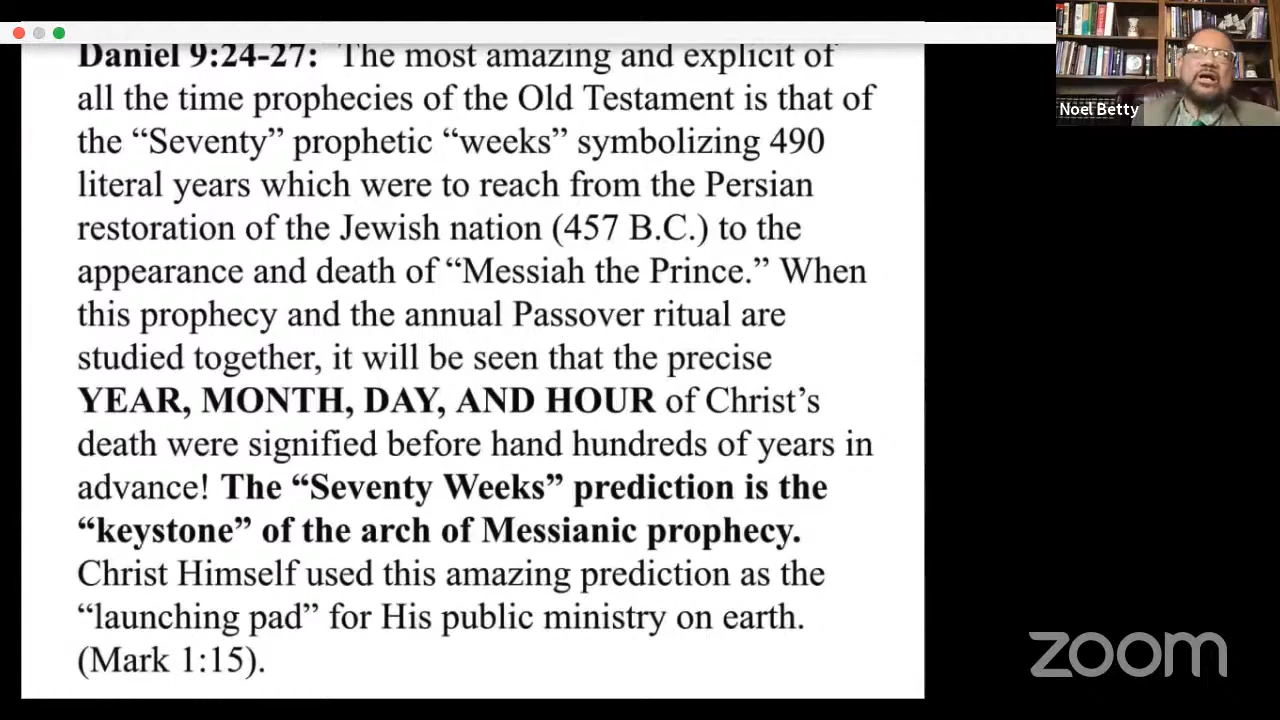 Daniel 9:24-27: The most amazing and explicit of
all the time prophecies of the Old Testament is that of
the “Seventy” prophetic “weeks” symbolizing 490
literal years which were to reach from the Persian
restoration of the Jewish nation (457 B.C.) to the
appearance and death of “Messiah the Prince.” When
this prophecy and the annual Passover ritual are
studied together, it will be seen that the precise
YEAR, MONTH, DAY, AND HOUR of Christ’s
death were signified before hand hundreds of years in
advance! The “Seventy Weeks” prediction is the
“keystone” of the arch of Messianic prophecy.
Christ Himself used this amazing prediction as the
“launching pad” for His public ministry on earth.
(Mark 1:15).
Noel Betty
zoom